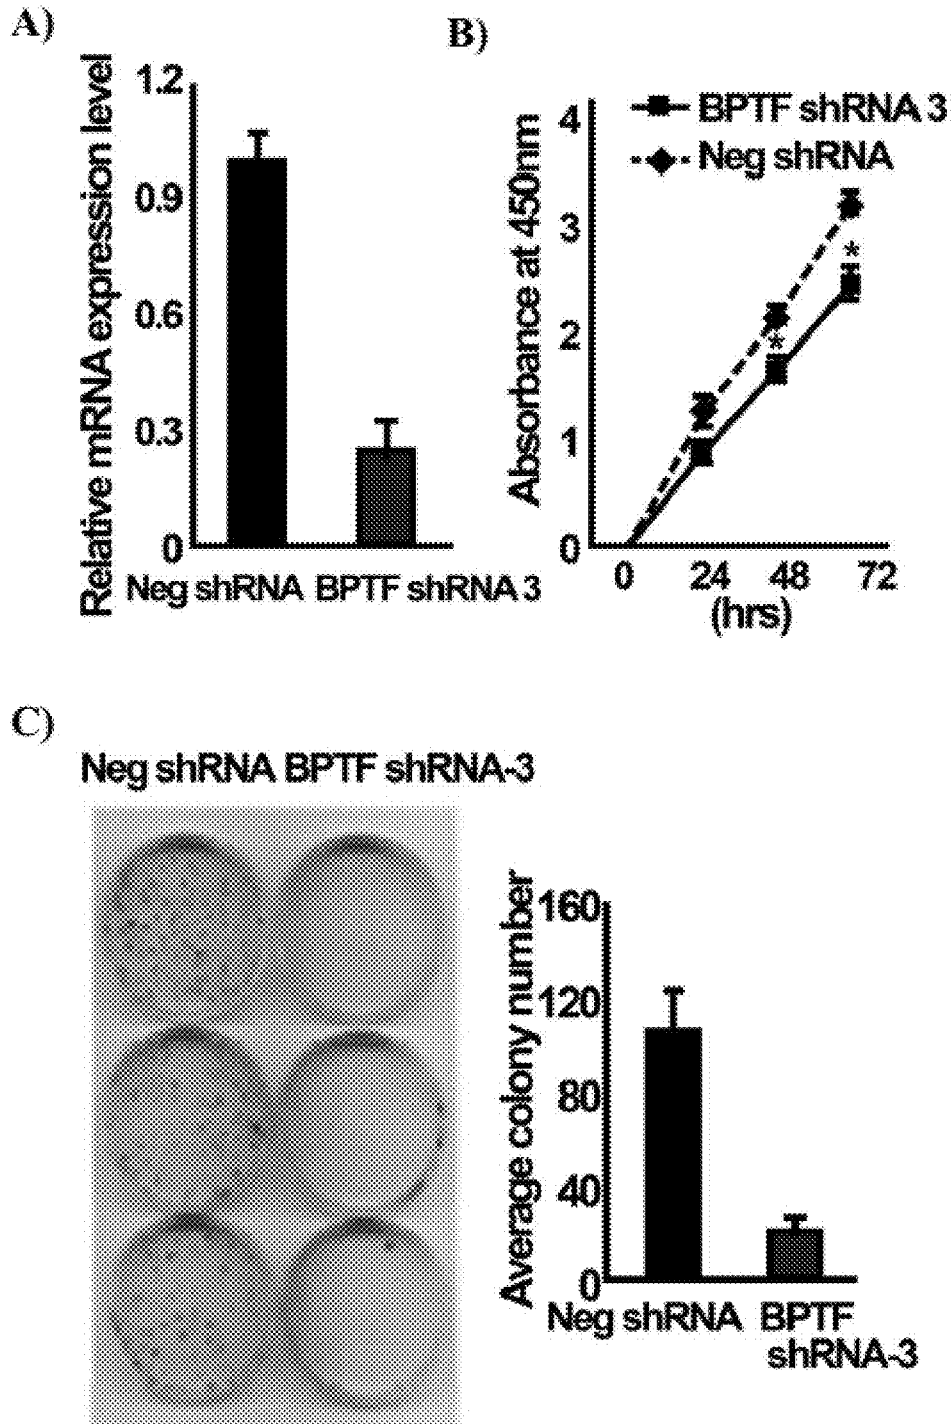 A)
Relative mRNA expression level
1.2
0.9
0.6
0.3
0
Neg shRNA BPTF shRNA 3
B)
Absorbance at 450nm
BPTF shRNA 3
Neg shRNA
4
3
2
1
0
*
*
0 24 48 72
(hrs)
C)
Neg shRNA BPTF shRNA-3
Average colony number
160
120
80
40
0
Neg shRNA BPTF
shRNA-3